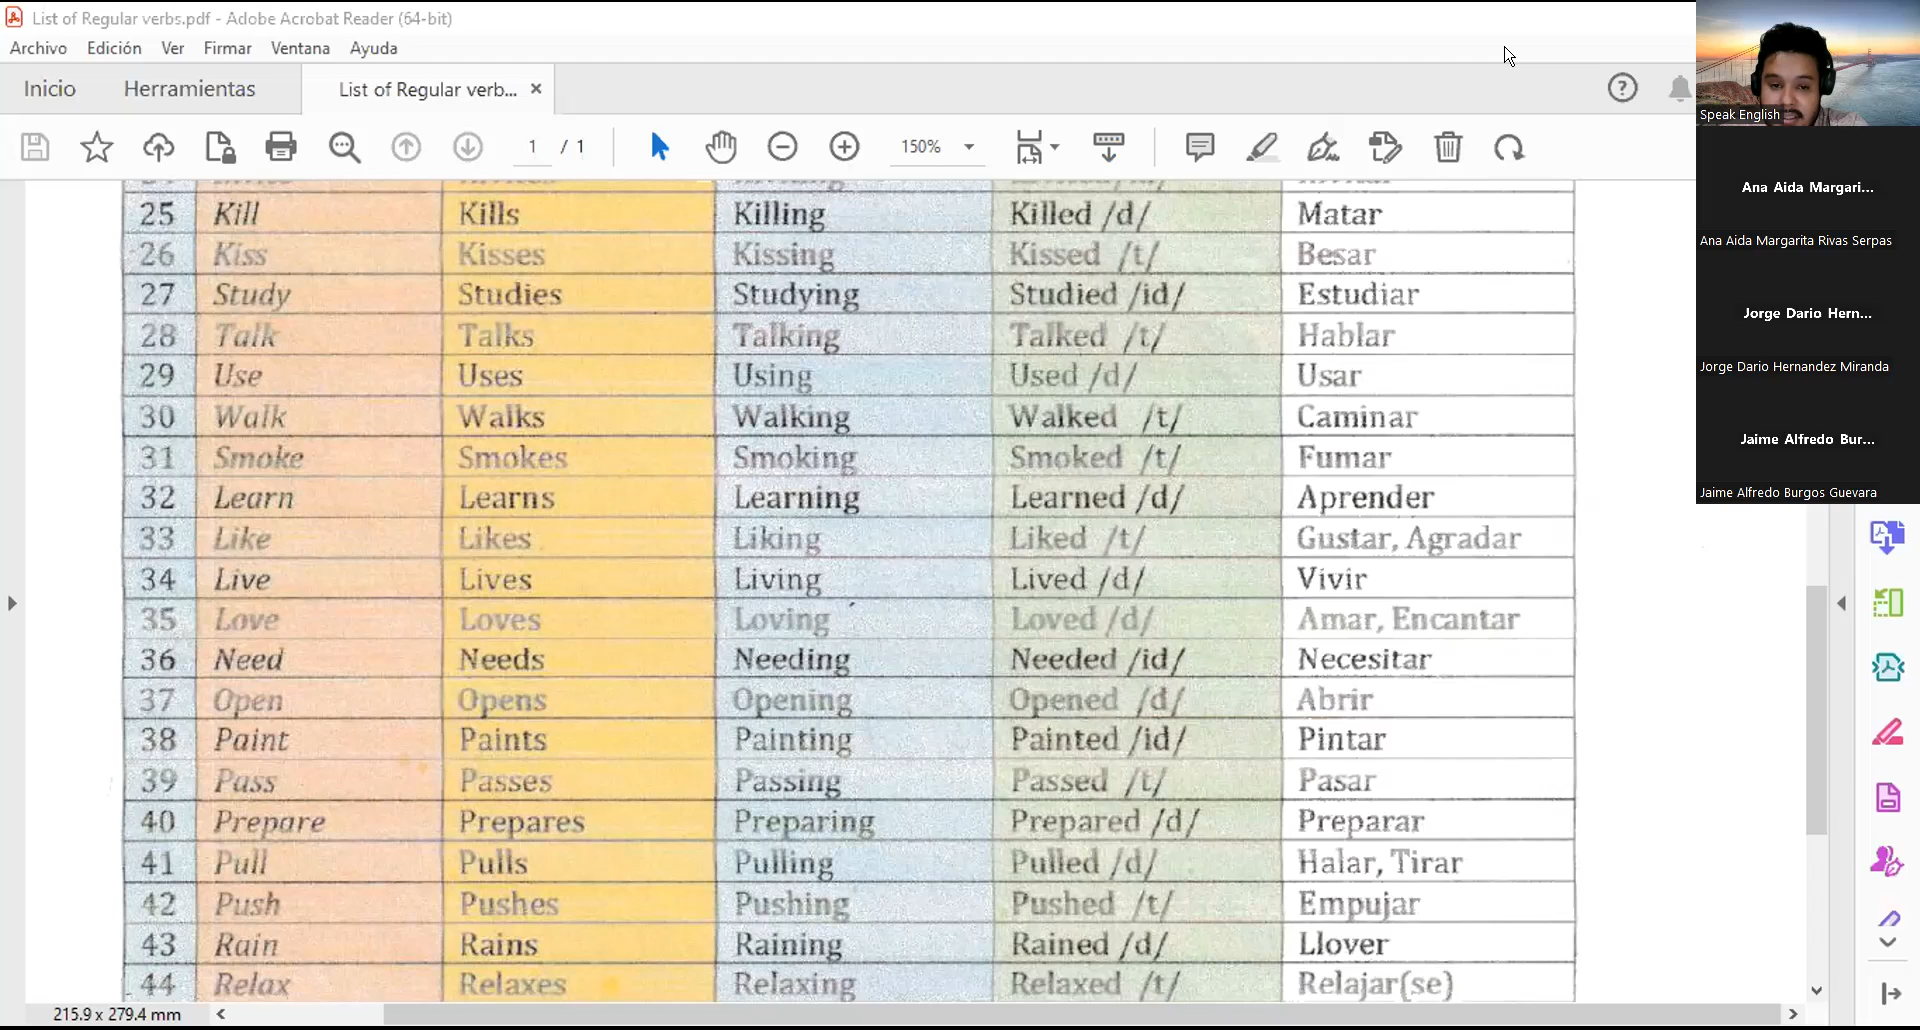 List of Regular verbs.pdf - Adobe Acrobat Reader (64-bit)
Archivo Edición Ver Firmar Ventana Ayuda
Inicio Herramientas List of Regular verb... ×
1 / 1 150%
25 Kill Kills Killing Killed /d/ Matar
26 Kiss Kisses Kissing Kissed /t/ Besar
27 Study Studies Studying Studied /id/ Estudiar
28 Talk Talks Talking Talked /t/ Hablar
29 Use Uses Using Used /d/ Usar
30 Walk Walks Walking Walked /t/ Caminar
31 Smoke Smokes Smoking Smoked /t/ Fumar
32 Learn Learns Learning Learned /d/ Aprender
33 Like Likes Liking Liked /t/ Gustar, Agradar
34 Live Lives Living Lived /d/ Vivir
35 Love Loves Loving Loved /d/ Amar, Encantar
36 Need Needs Needing Needed /id/ Necesitar
37 Open Opens Opening Opened /d/ Abrir
38 Paint Paints Painting Painted /id/ Pintar
39 Pass Passes Passing Passed /t/ Pasar
40 Prepare Prepares Preparing Prepared /d/ Preparar
41 Pull Pulls Pulling Pulled /d/ Halar, Tirar
42 Push Pushes Pushing Pushed /t/ Empujar
43 Rain Rains Raining Rained /d/ Llover
44 Relax Relaxes Relaxing Relaxed /t/ Relajar(se)
215.9 x 279.4 mm
Speak English
Ana Aida Margari...
Ana Aida Margarita Rivas Serpas
Jorge Dario Hern...
Jorge Dario Hernandez Miranda
Jaime Alfredo Bur...
Jaime Alfredo Burgos Guevara